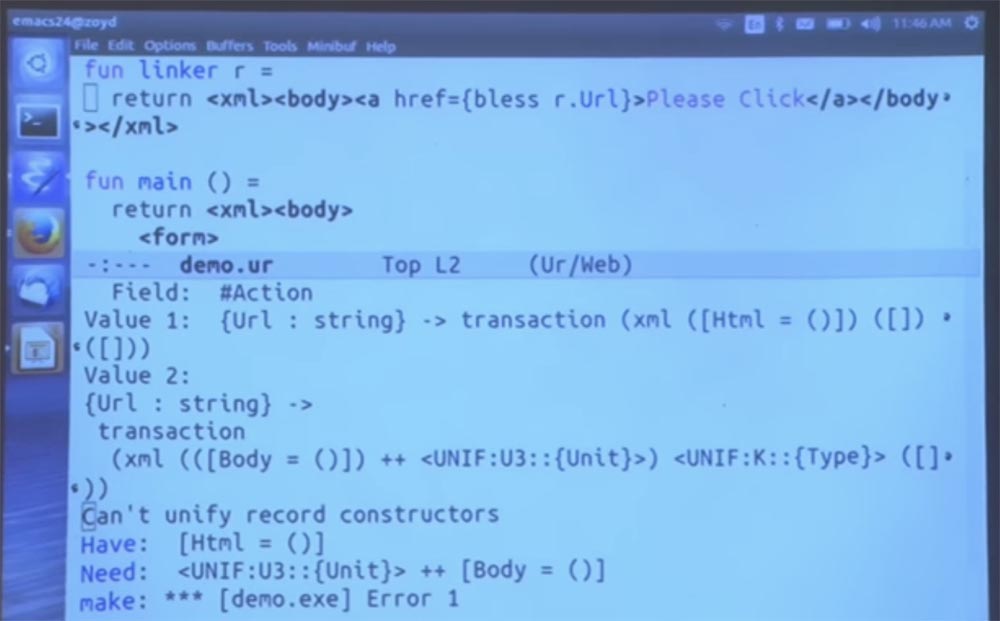 emacs24@zoyd En 11:46 AM
File Edit Options Buffers Tools Minibuf Help
fun linker r =
return <xml><body><a href={bless r.Url}>Please Click</a></body
></xml>
fun main () =
return <xml><body>
<form>
-:--- demo.ur Top L2 (Ur/Web)
Field: #Action
Value 1: {Url : string} -> transaction (xml ([Html = ()]) ([])
([]))
Value 2:
{Url : string} ->
transaction
(xml (([Body = ()]) ++ <UNIF:U3::{Unit}>) <UNIF:K::{Type}> ([]
))
Can't unify record constructors
Have: [Html = ()]
Need: <UNIF:U3::{Unit}> ++ [Body = ()]
make: *** [demo.exe] Error 1